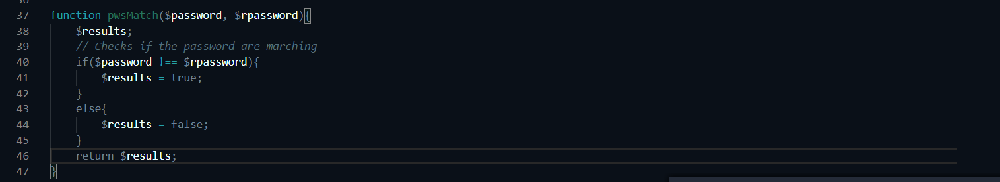 37 function pwsMatch($password, $rpassword){
38 $results;
39 // Checks if the password are marching
40 if($password !== $rpassword){
41 $results = true;
42 }
43 else{
44 $results = false;
45 }
46 return $results;
47 }